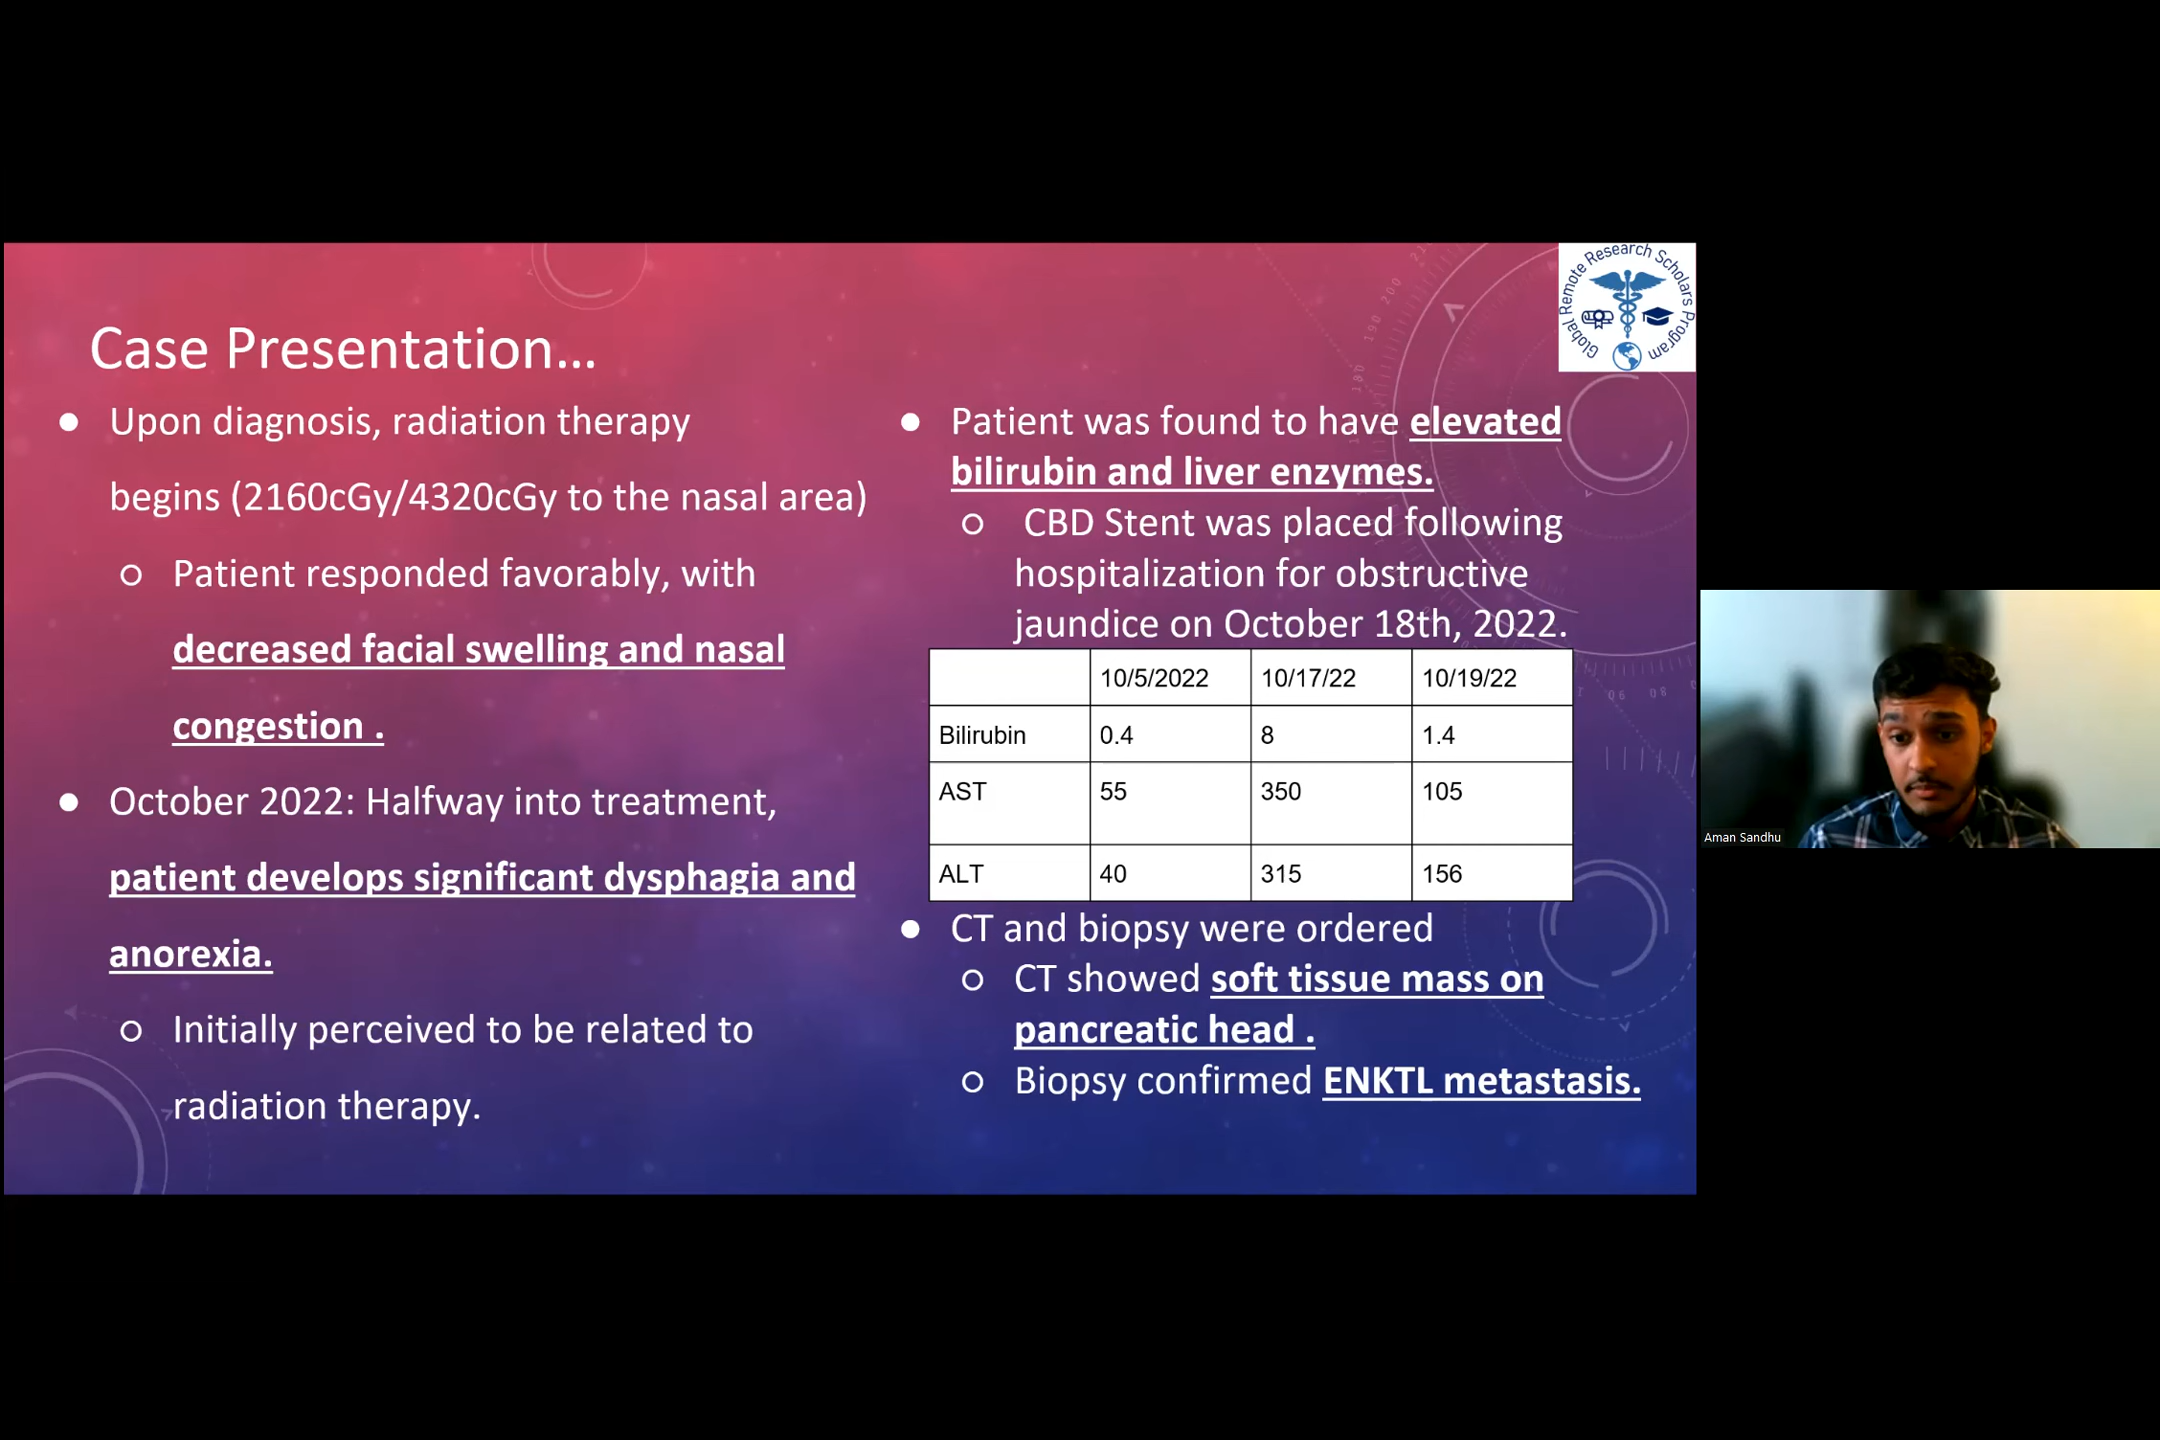 Global Remote Research Scholars Program
Case Presentation...
● Upon diagnosis, radiation therapy
begins (2160cGy/4320cGy to the nasal area)
○ Patient responded favorably, with
decreased facial swelling and nasal
congestion .
● October 2022: Halfway into treatment,
patient develops significant dysphagia and
anorexia.
○ Initially perceived to be related to
radiation therapy.
● Patient was found to have elevated
bilirubin and liver enzymes.
○ CBD Stent was placed following
hospitalization for obstructive
jaundice on October 18th, 2022.
10/5/2022 10/17/22 10/19/22
Bilirubin 0.4 8 1.4
AST 55 350 105
ALT 40 315 156
● CT and biopsy were ordered
○ CT showed soft tissue mass on
pancreatic head .
○ Biopsy confirmed ENKTL metastasis.
Aman Sandhu
180 190 200